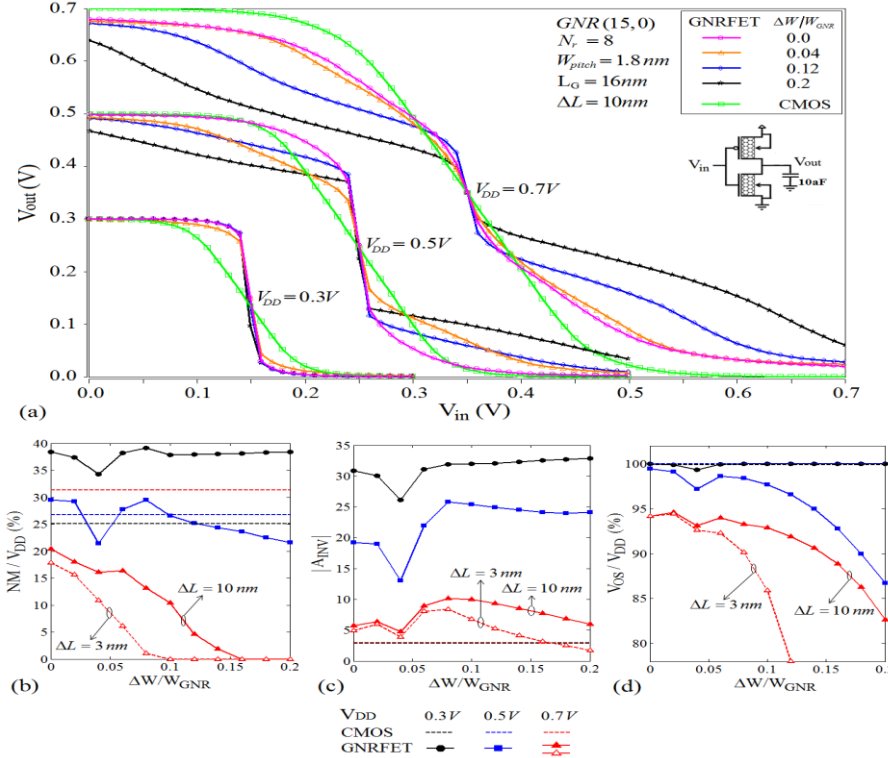 0.7
0.6
0.5
0.4
0.3
0.2
0.1
0.0
Vout (V)
GNR(15,0)
Nr = 8
Wpitch = 1.8 nm
LG = 16nm
ΔL = 10nm
GNRFET ΔW/WGNR
0.0
0.04
0.12
0.2
CMOS
Vin
Vout
10aF
VDD = 0.7V
VDD = 0.5V
VDD = 0.3V
0.0 0.1 0.2 0.3 0.4 0.5 0.6 0.7
(a)
Vin (V)
40
35
30
25
20
15
10
5
0
NM / VDD (%)
ΔL = 10 nm
ΔL = 3 nm
0 0.05 0.1 0.15 0.2
(b)
ΔW/WGNR
35
30
25
20
15
10
5
0
|AINV|
ΔL = 3 nm
ΔL = 10 nm
0 0.05 0.1 0.15 0.2
(c)
ΔW/WGNR
100
95
90
85
80
VOS / VDD (%)
ΔL = 3 nm
ΔL = 10 nm
0 0.05 0.1 0.15
(d)
ΔW/WGNR
VDD 0.3V 0.5V 0.7V
CMOS
GNRFET